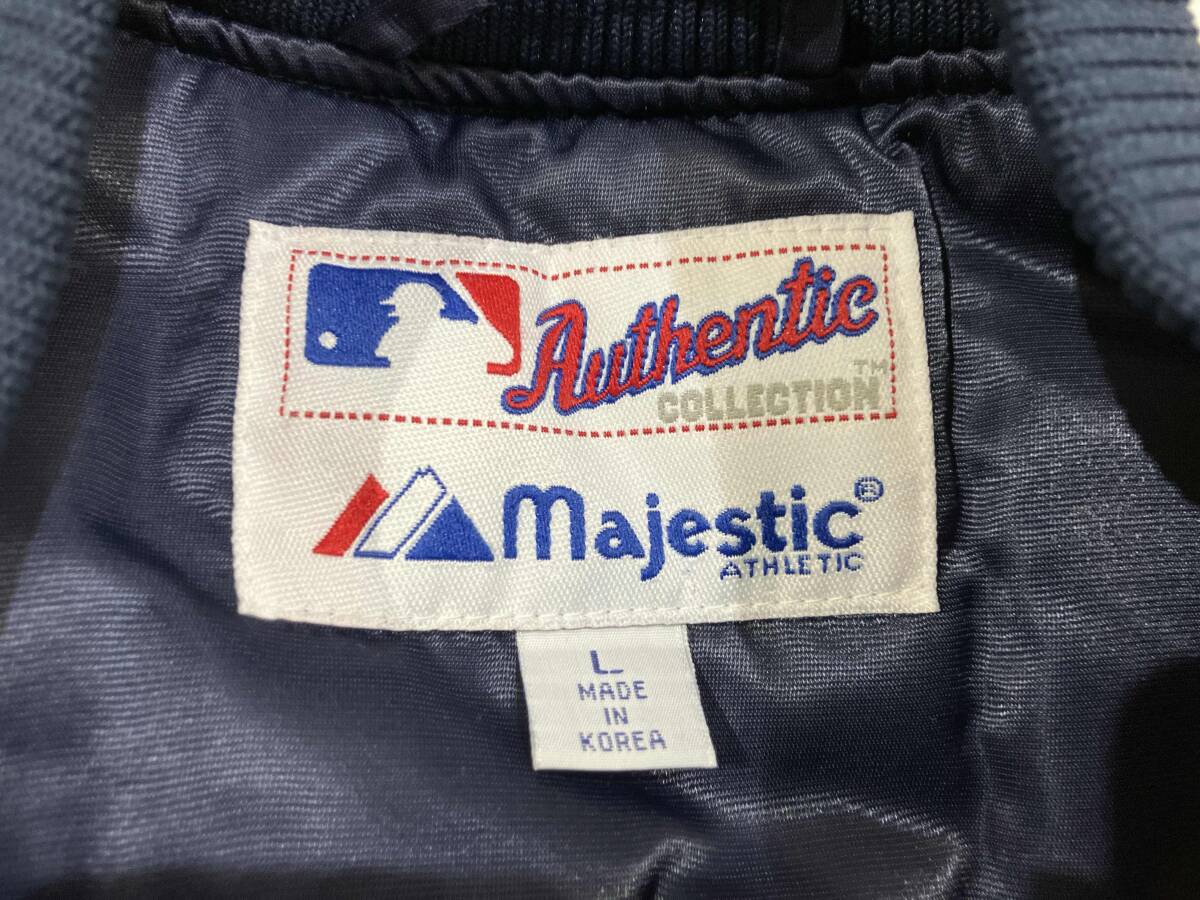 Authentic
COLLECTION™
Majestic®
ATHLETIC
L
MADE
IN
KOREA